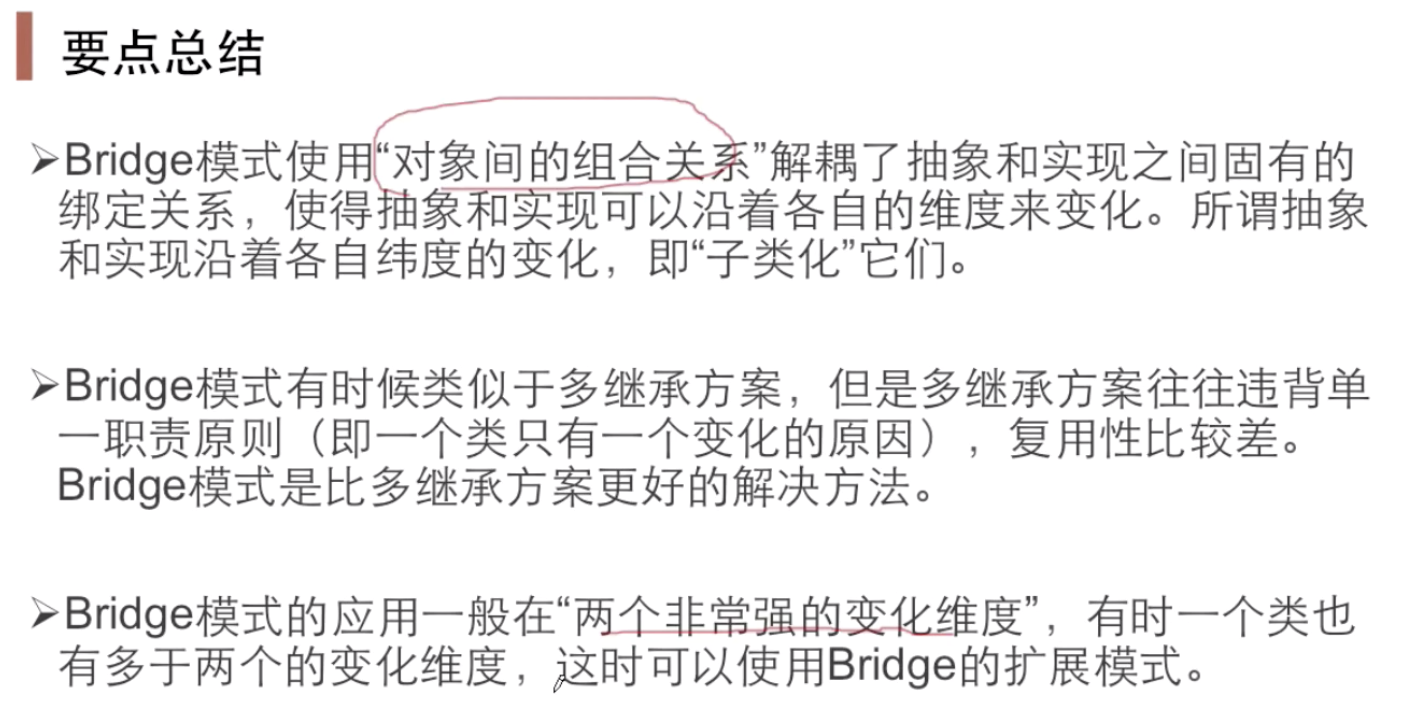 要点总结
➢Bridge模式使用“对象间的组合关系”解耦了抽象和实现之间固有的
绑定关系，使得抽象和实现可以沿着各自的维度来变化。所谓抽象
和实现沿着各自纬度的变化，即“子类化”它们。
➢Bridge模式有时候类似于多继承方案，但是多继承方案往往违背单
一职责原则（即一个类只有一个变化的原因），复用性比较差。
Bridge模式是比多继承方案更好的解决方法。
➢Bridge模式的应用一般在“两个非常强的变化维度”，有时一个类也
有多于两个的变化维度，这时可以使用Bridge的扩展模式。